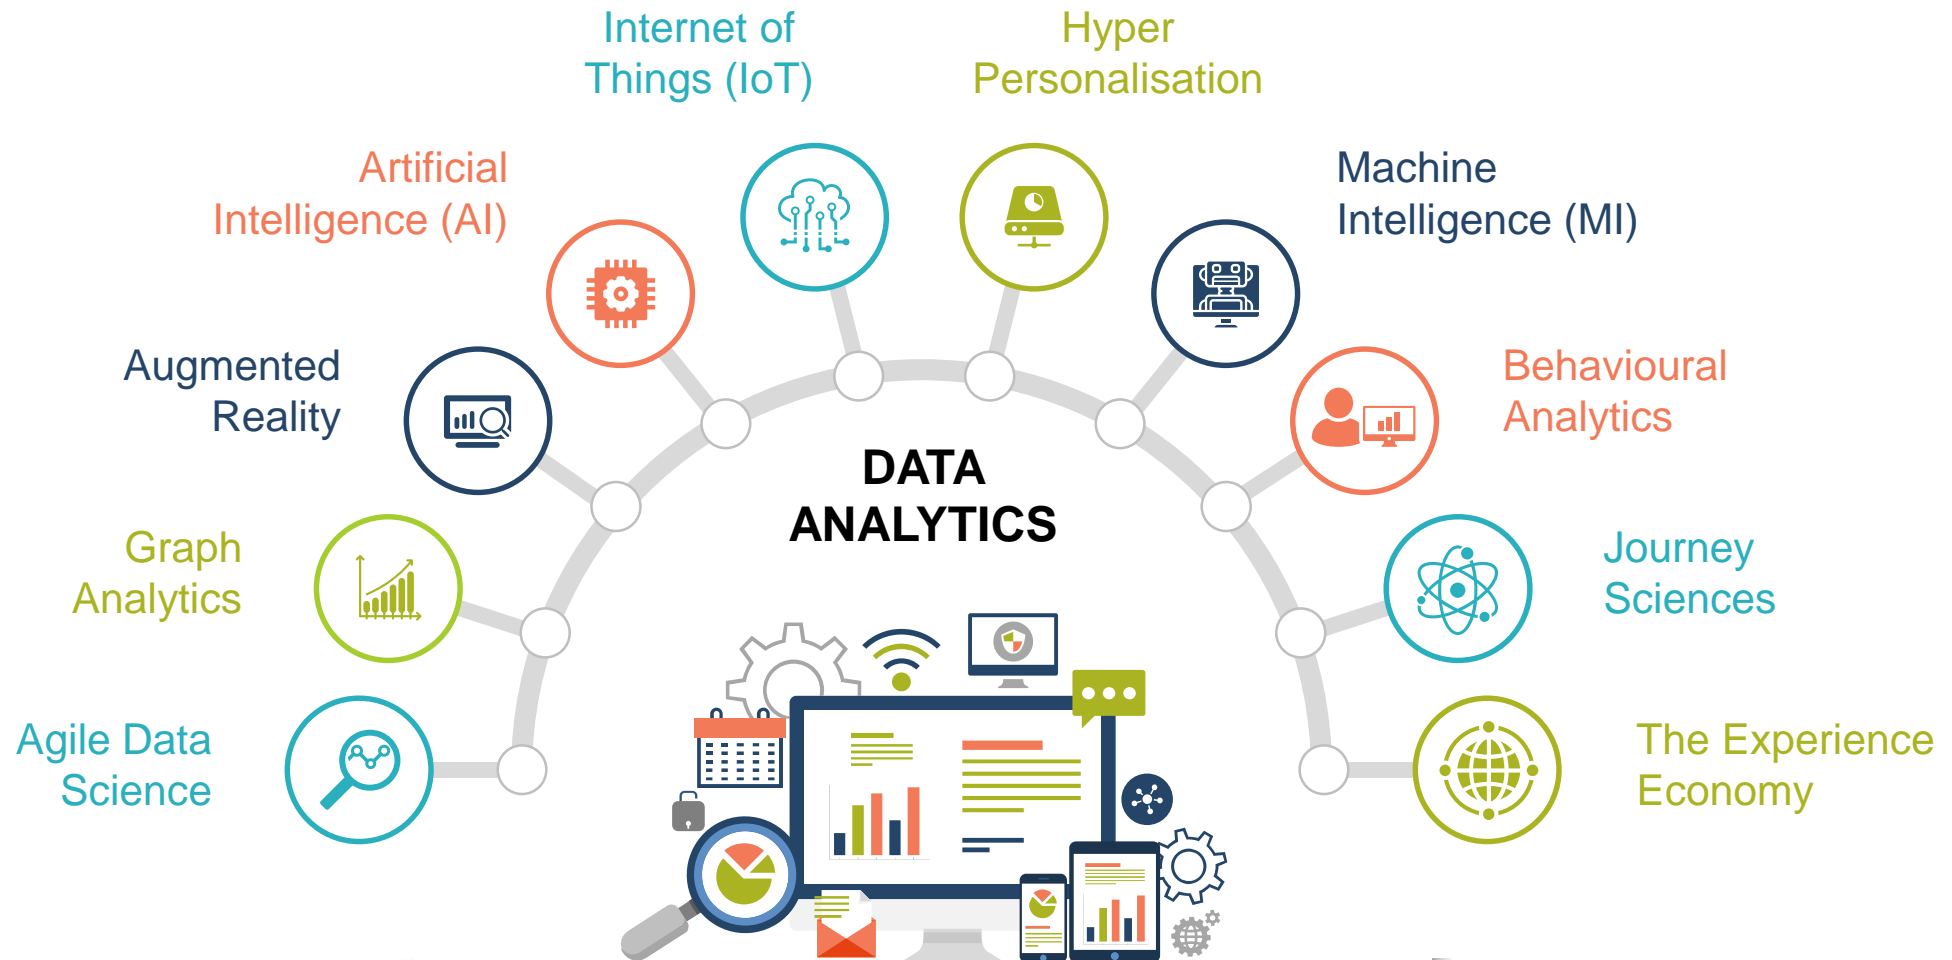 Internet of
Things (IoT)
Hyper
Personalisation
Artificial
Intelligence (AI)
Machine
Intelligence (MI)
Augmented
Reality
Behavioural
Analytics
DATA
ANALYTICS
Graph
Analytics
Journey
Sciences
Agile Data
Science
The Experience
Economy